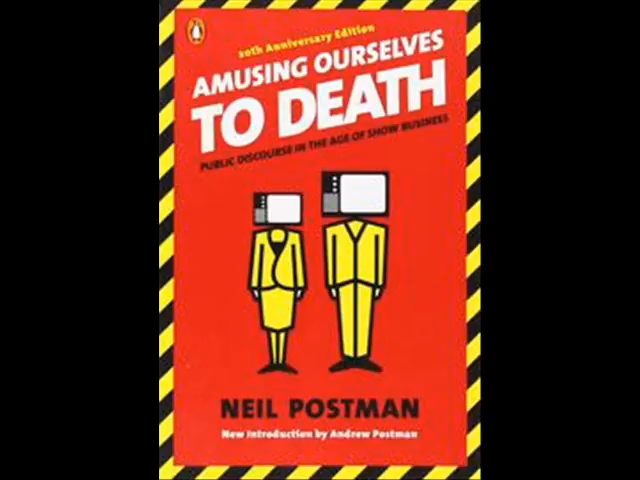 20th Anniversary Edition
AMUSING OURSELVES
TO DEATH
PUBLIC DISCOURSE IN THE AGE OF SHOW BUSINESS
NEIL POSTMAN
New Introduction by Andrew Postman